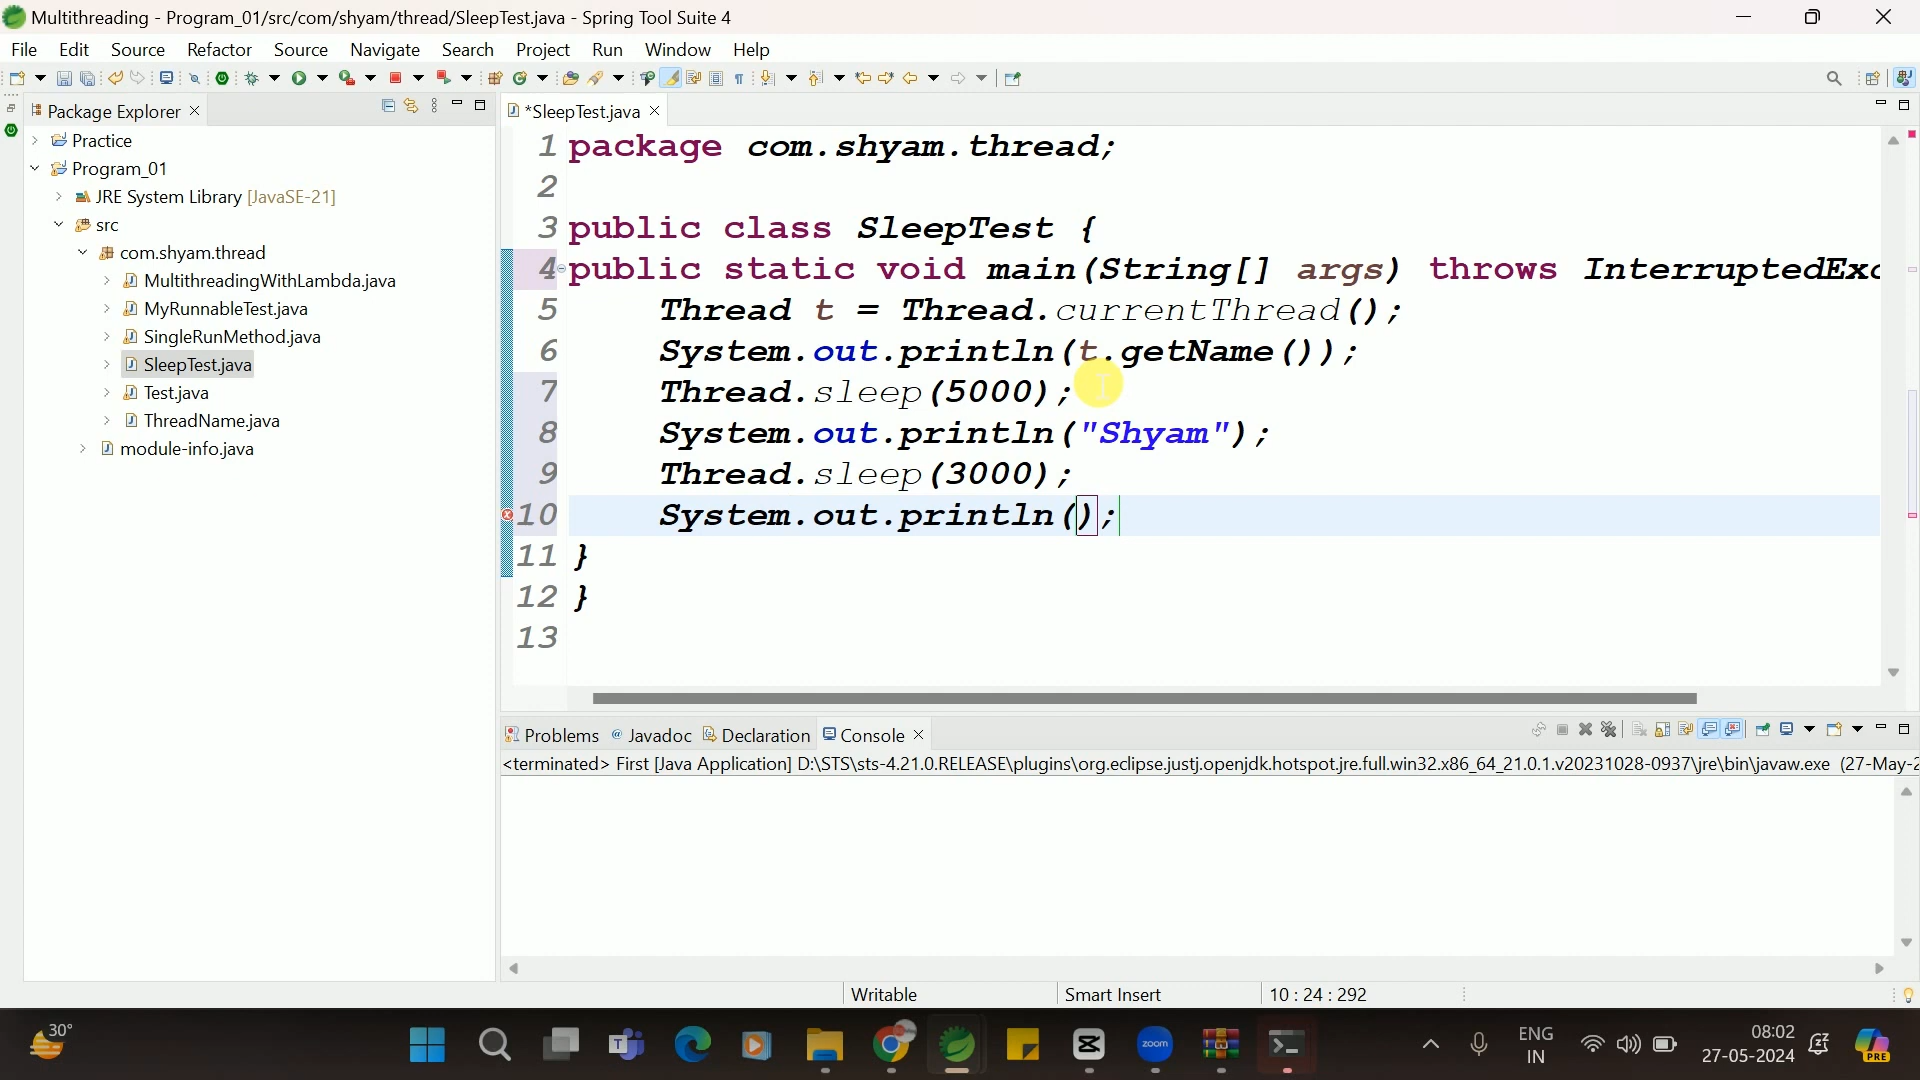 Multithreading - Program_01/src/com/shyam/thread/SleepTest.java - Spring Tool Suite 4
File Edit Source Refactor Source Navigate Search Project Run Window Help
Package Explorer
Practice
Program_01
JRE System Library [JavaSE-21]
src
com.shyam.thread
MultithreadingWithLambda.java
MyRunnableTest.java
SingleRunMethod.java
SleepTest.java
Test.java
ThreadName.java
module-info.java
*SleepTest.java
1 package com.shyam.thread;
2
3 public class SleepTest {
4 public static void main(String[] args) throws InterruptedExc
5 Thread t = Thread.currentThread();
6 System.out.println(t.getName());
7 Thread.sleep(5000);
8 System.out.println("Shyam");
9 Thread.sleep(3000);
10 System.out.println();
11 }
12 }
13
Problems @ Javadoc Declaration Console
<terminated> First [Java Application] D:\STS\sts-4.21.0.RELEASE\plugins\org.eclipse.justj.openjdk.hotspot.jre.full.win32.x86_64_21.0.1.v20231028-0937\jre\bin\javaw.exe (27-May-2
Writable Smart Insert 10 : 24 : 292
30°
zoom
ENG
IN
08:02
27-05-2024
PRE